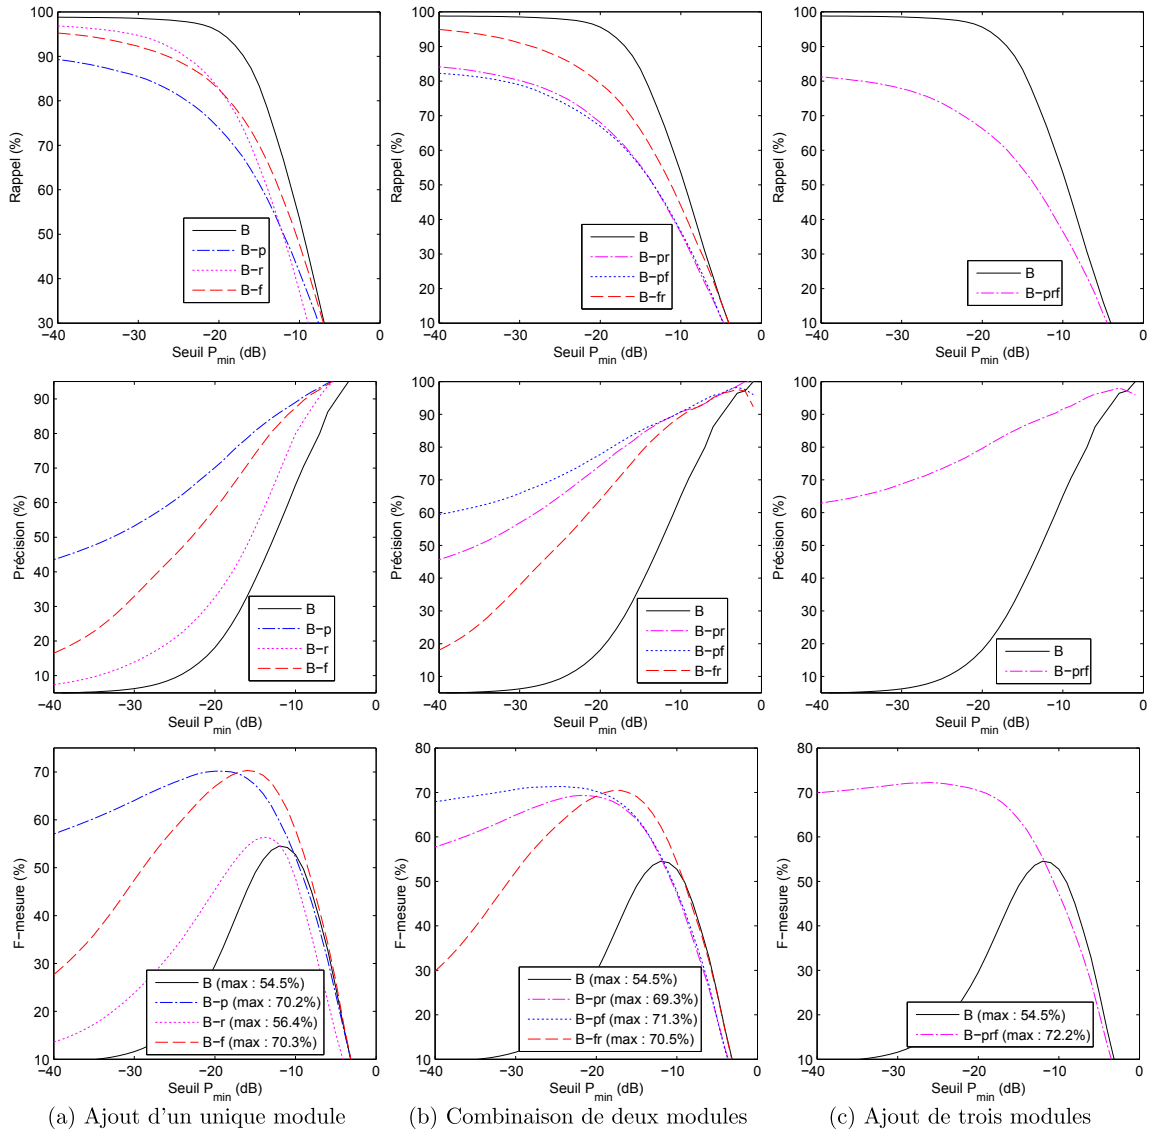 100
90
80
70
60
50
40
30
Rappel (%)
B
B−p
B−r
B−f
−40 −30 −20 −10 0
Seuil P_min (dB)
100
90
80
70
60
50
40
30
20
10
Rappel (%)
B
B−pr
B−pf
B−fr
−40 −30 −20 −10 0
Seuil P_min (dB)
100
90
80
70
60
50
40
30
20
10
Rappel (%)
B
B−prf
−40 −30 −20 −10 0
Seuil P_min (dB)
90
80
70
60
50
40
30
20
10
Précision (%)
B
B−p
B−r
B−f
−40 −30 −20 −10 0
Seuil P_min (dB)
100
90
80
70
60
50
40
30
20
10
Précision (%)
B
B−pr
B−pf
B−fr
−40 −30 −20 −10 0
Seuil P_min (dB)
100
90
80
70
60
50
40
30
20
10
Précision (%)
B
B−prf
−40 −30 −20 −10 0
Seuil P_min (dB)
70
60
50
40
30
20
10
F−mesure (%)
B (max : 54.5%)
B−p (max : 70.2%)
B−r (max : 56.4%)
B−f (max : 70.3%)
−40 −30 −20 −10 0
Seuil P_min (dB)
80
70
60
50
40
30
20
10
F−mesure (%)
B (max : 54.5%)
B−pr (max : 69.3%)
B−pf (max : 71.3%)
B−fr (max : 70.5%)
−40 −30 −20 −10 0
Seuil P_min (dB)
80
70
60
50
40
30
20
10
F−mesure (%)
B (max : 54.5%)
B−prf (max : 72.2%)
−40 −30 −20 −10 0
Seuil P_min (dB)
(a) Ajout d'un unique module
(b) Combinaison de deux modules
(c) Ajout de trois modules